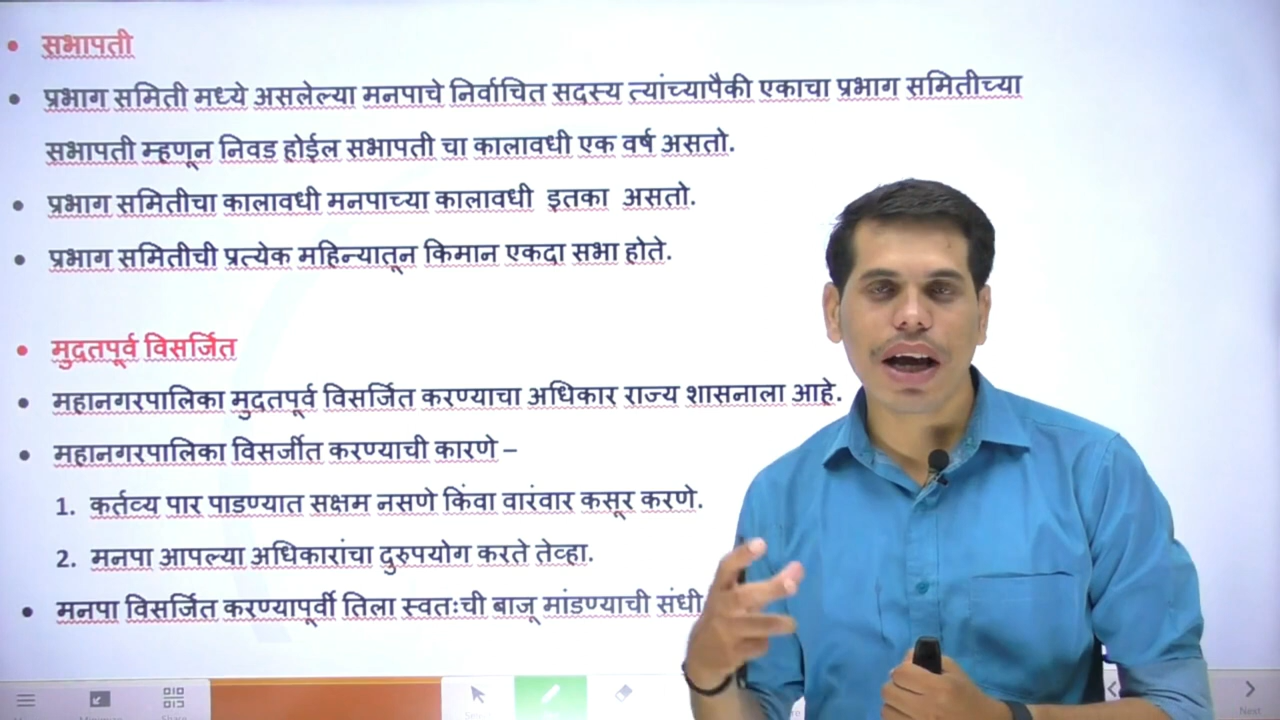 सभापती
प्रभाग समिती मध्ये असलेल्या मनपाचे निर्वाचित सदस्य त्यांच्यापैकी एकाचा प्रभाग समितीच्या
सभापती म्हणून निवड होईल सभापती चा कालावधी एक वर्ष असतो.
प्रभाग समितीचा कालावधी मनपाच्या कालावधी इतका असतो.
प्रभाग समितीची प्रत्येक महिन्यातून किमान एकदा सभा होते.
मुदतपूर्व विसर्जित
महानगरपालिका मुदतपूर्व विसर्जित करण्याचा अधिकार राज्य शासनाला आहे.
महानगरपालिका विसर्जीत करण्याची कारणे –
1. कर्तव्य पार पाडण्यात सक्षम नसणे किंवा वारंवार कसूर करणे.
2. मनपा आपल्या अधिकारांचा दुरुपयोग करते तेव्हा.
मनपा विसर्जित करण्यापूर्वी तिला स्वतःची बाजू मांडण्याची संधी
Share
Next